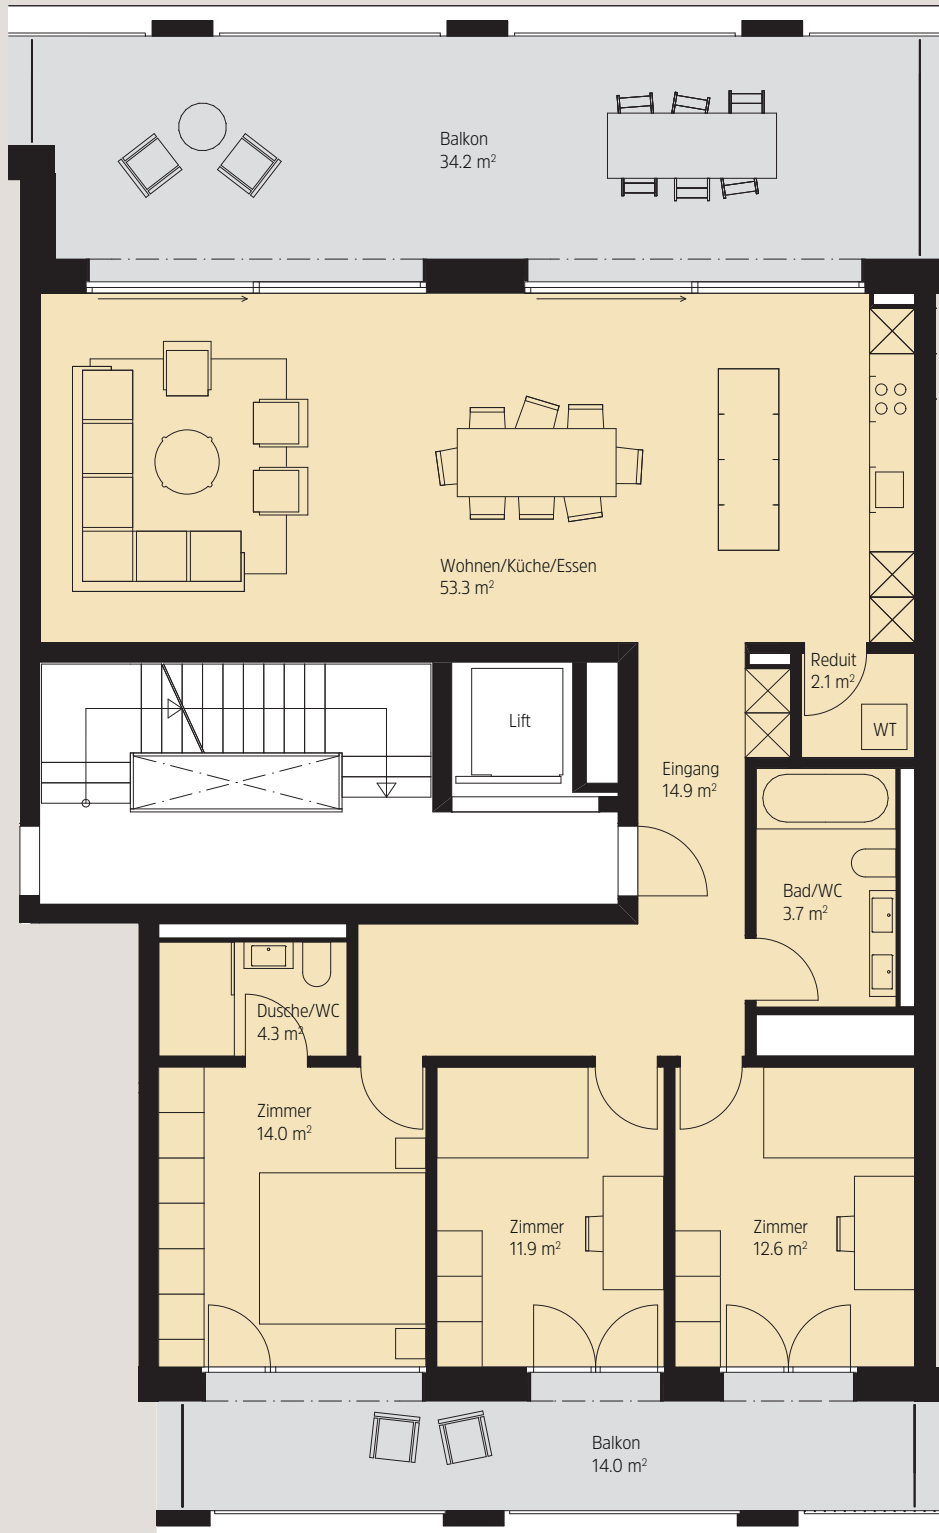 Balkon
34.2 m²
Wohnen/Küche/Essen
53.3 m²
Reduit
2.1 m²
WT
Lift
Eingang
14.9 m²
Bad/WC
3.7 m²
Dusche/WC
4.3 m²
Zimmer
14.0 m²
Zimmer
11.9 m²
Zimmer
12.6 m²
Balkon
14.0 m²